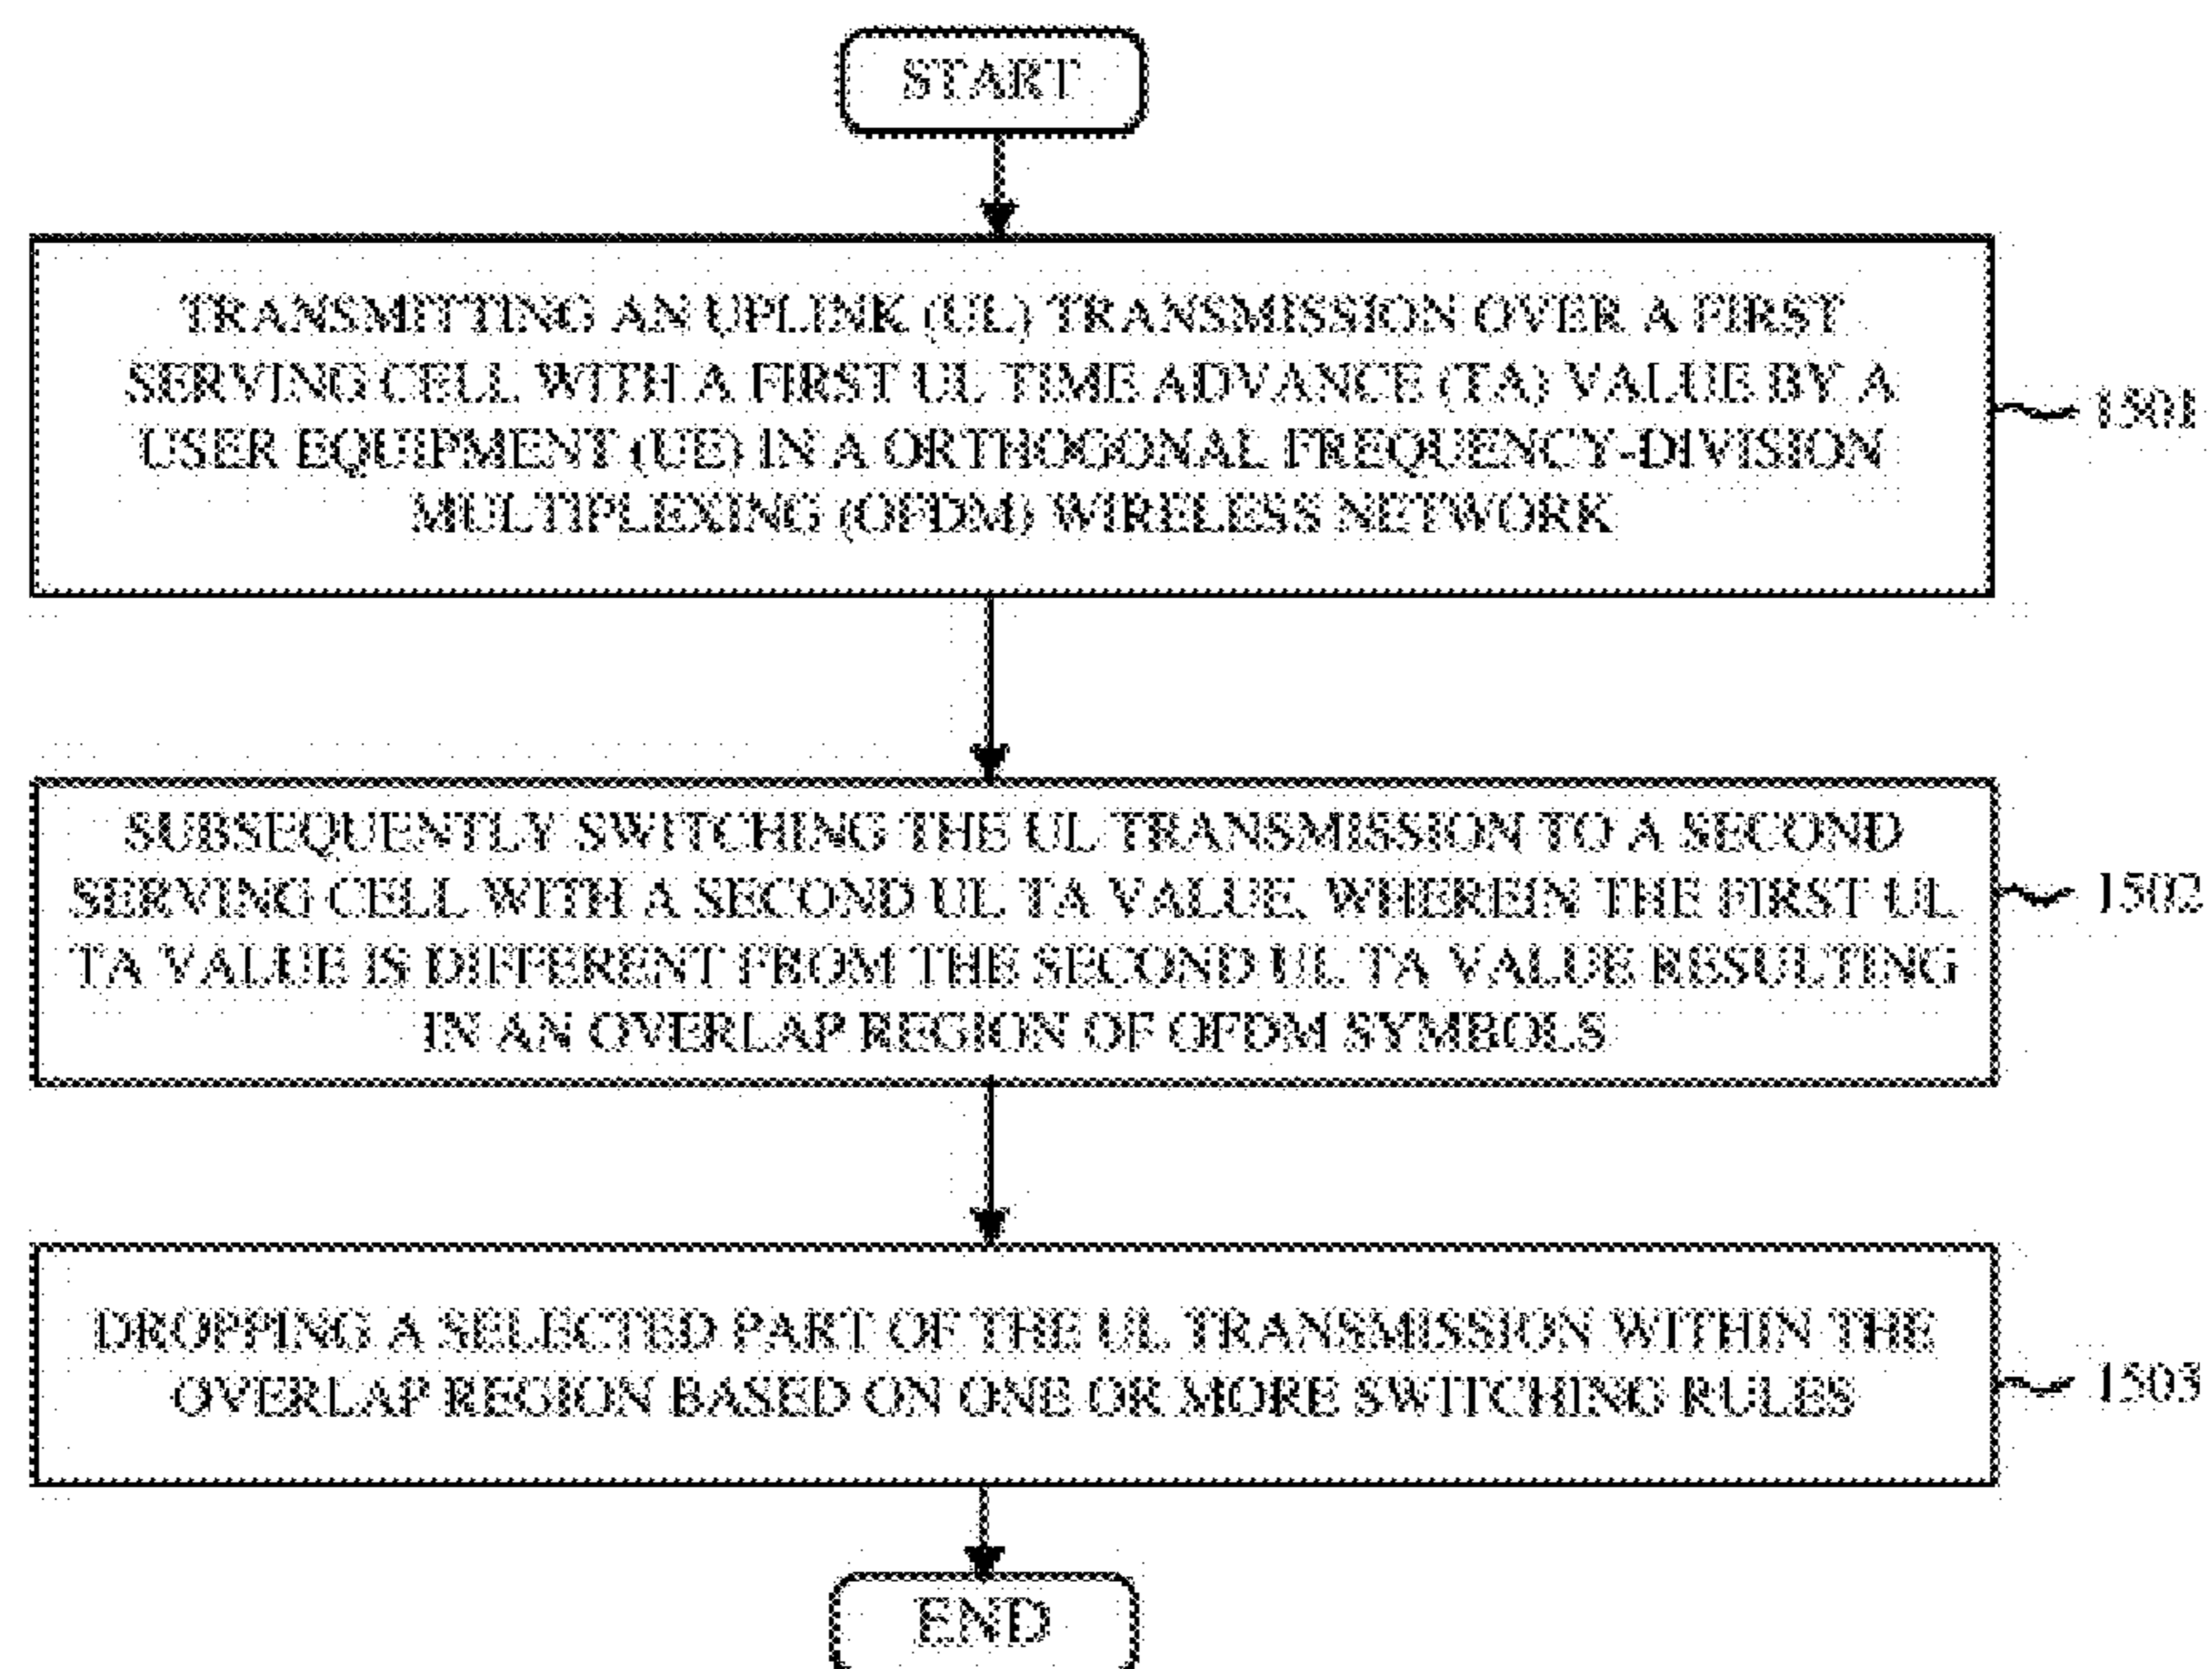 START
TRANSMITTING AN UPLINK (UL) TRANSMISSION OVER A FIRST
SERVING CELL WITH A FIRST UL TIME ADVANCE (TA) VALUE BY A
USER EQUIPMENT (UE) IN A ORTHOGONAL FREQUENCY-DIVISION
MULTIPLEXING (OFDM) WIRELESS NETWORK
1501
SUBSEQUENTLY SWITCHING THE UL TRANSMISSION TO A SECOND
SERVING CELL WITH A SECOND UL TA VALUE, WHEREIN THE FIRST UL
TA VALUE IS DIFFERENT FROM THE SECOND UL TA VALUE RESULTING
IN AN OVERLAP REGION OF OFDM SYMBOLS
1502
DROPPING A SELECTED PART OF THE UL TRANSMISSION WITHIN THE
OVERLAP REGION BASED ON ONE OR MORE SWITCHING RULES
1503
END